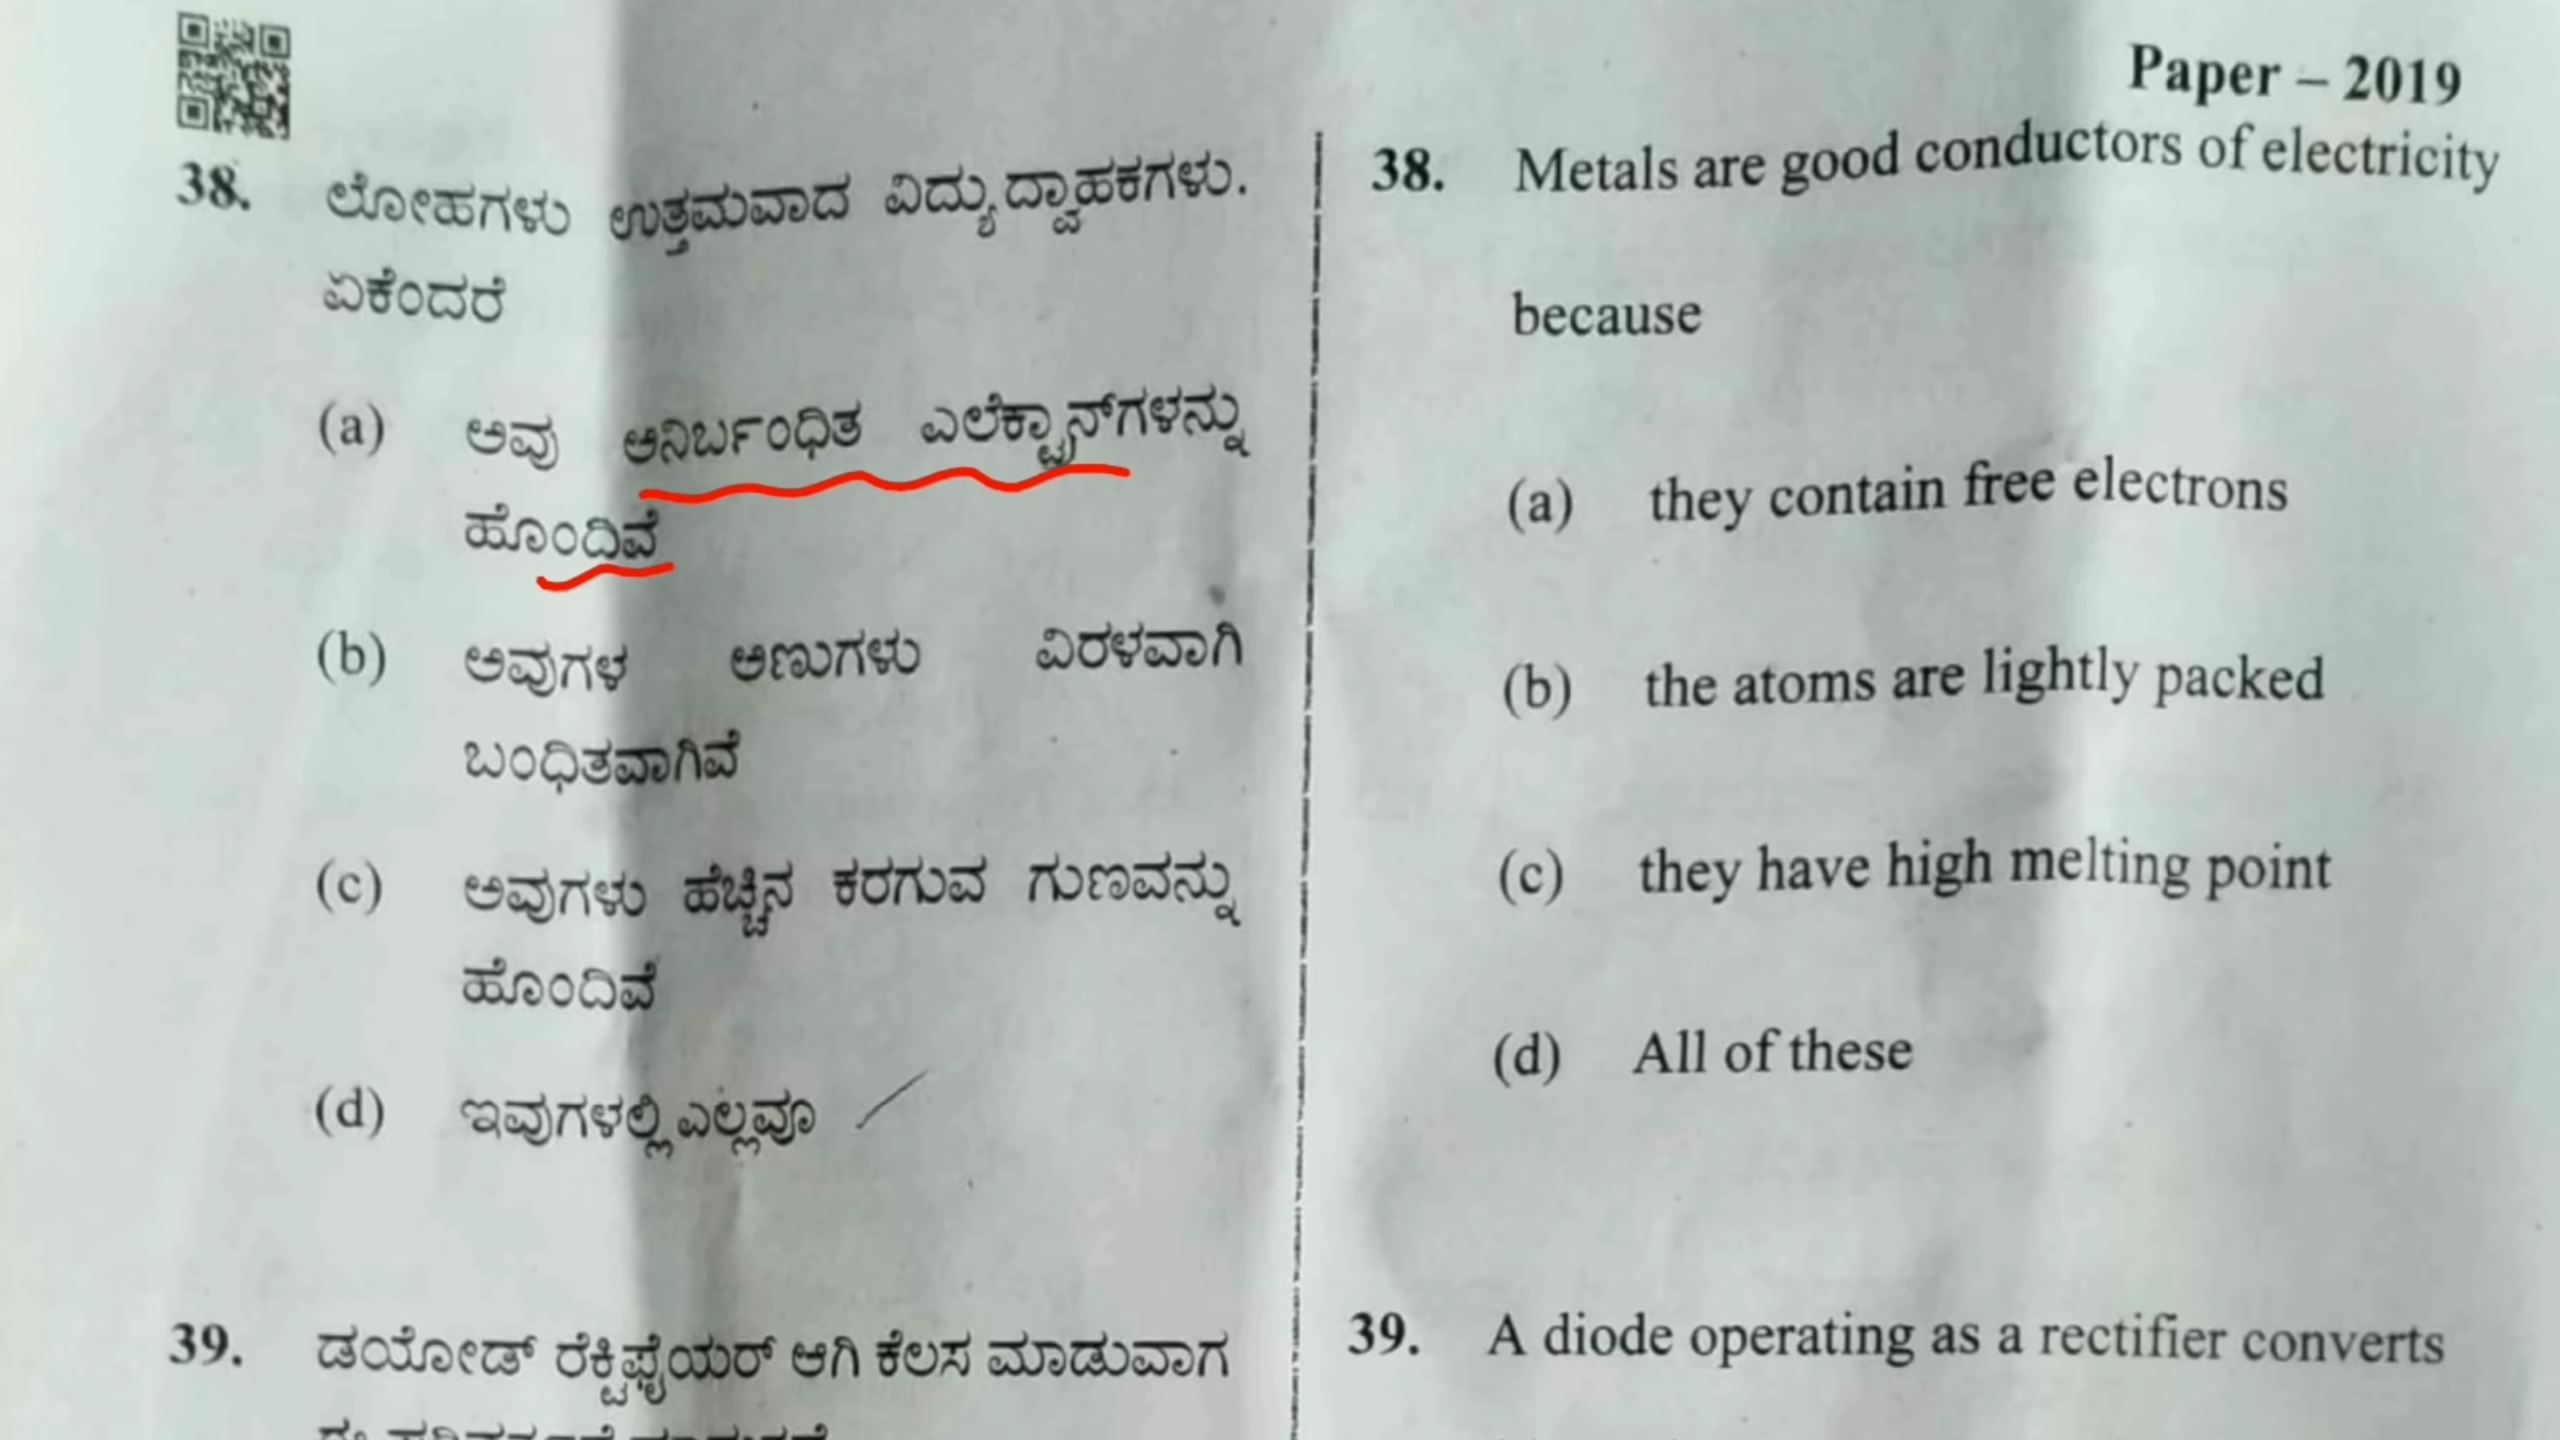 Paper – 2019
38. ಲೋಹಗಳು ಉತ್ತಮವಾದ ವಿದ್ಯುದ್ವಾಹಕಗಳು.
ಏಕೆಂದರೆ
(a) ಅವು ಅನಿರ್ಬಂಧಿತ ಎಲೆಕ್ಟ್ರಾನ್‌ಗಳನ್ನು
ಹೊಂದಿವೆ
(b) ಅವುಗಳ ಅಣುಗಳು ವಿರಳವಾಗಿ
ಬಂಧಿತವಾಗಿವೆ
(c) ಅವುಗಳು ಹೆಚ್ಚಿನ ಕರಗುವ ಗುಣವನ್ನು
ಹೊಂದಿವೆ
(d) ಇವುಗಳಲ್ಲಿ ಎಲ್ಲವೂ
39. ಡಯೋಡ್ ರೆಕ್ಟಿಫೈಯರ್ ಆಗಿ ಕೆಲಸ ಮಾಡುವಾಗ
38. Metals are good conductors of electricity
because
(a) they contain free electrons
(b) the atoms are lightly packed
(c) they have high melting point
(d) All of these
39. A diode operating as a rectifier converts